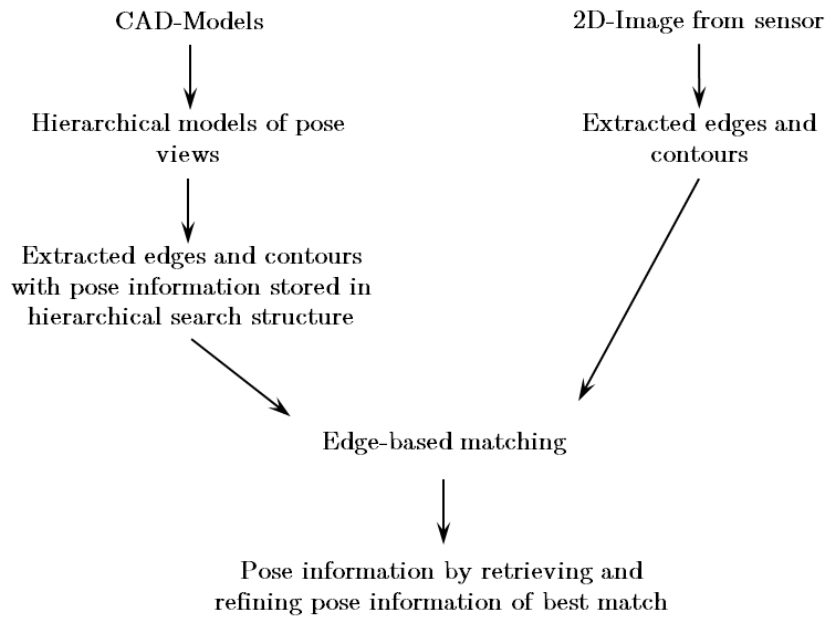 CAD-Models
2D-Image from sensor
Hierarchical models of pose
views
Extracted edges and
contours
Extracted edges and contours
with pose information stored in
hierarchical search structure
Edge-based matching
Pose information by retrieving and
refining pose information of best match